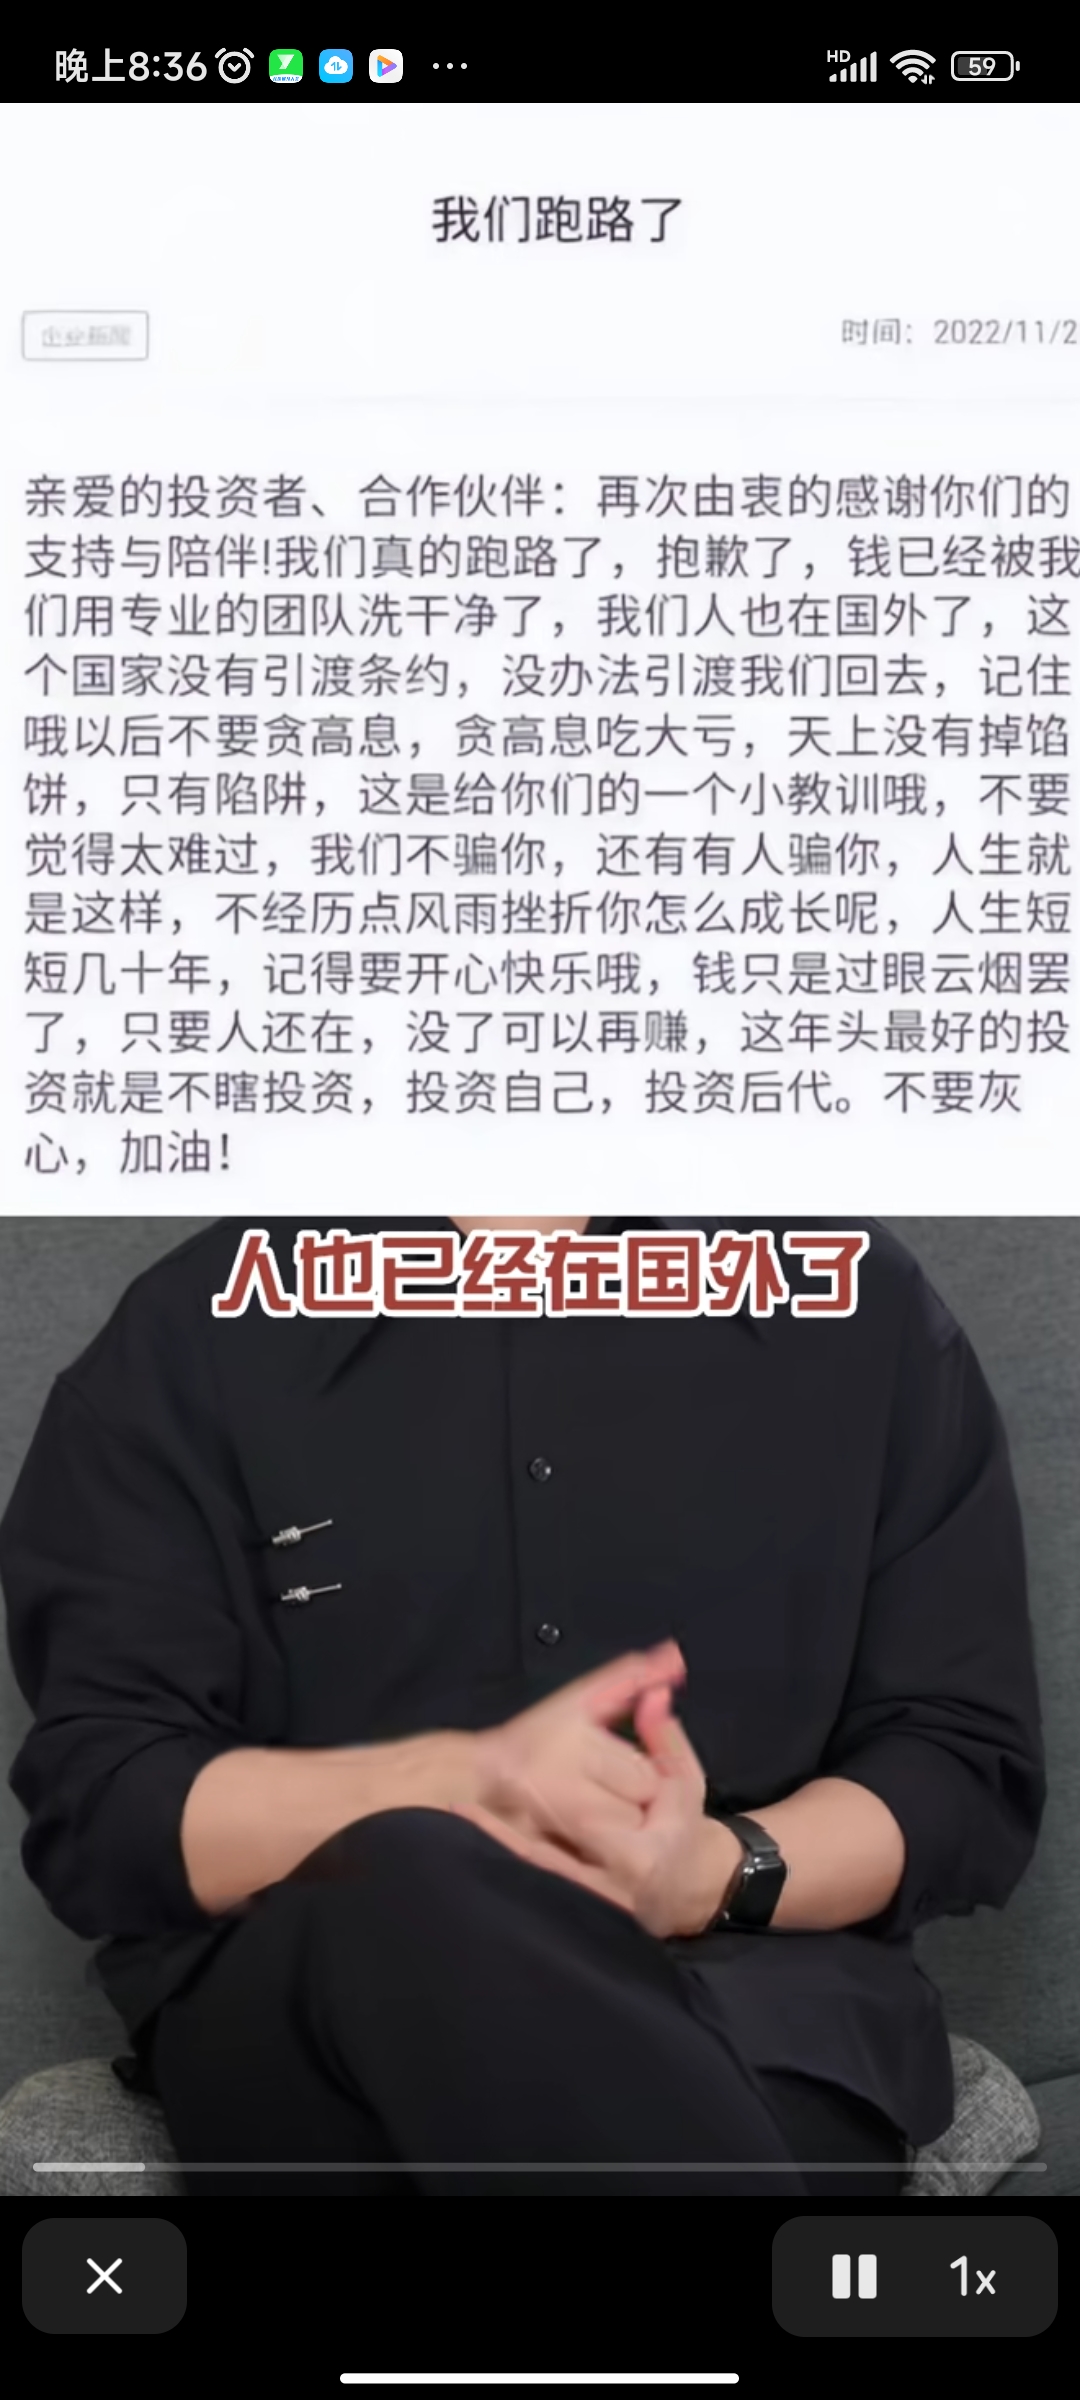 晚上8:36
HD
59
我们跑路了
企业新闻
时间：2022/11/2
亲爱的投资者、合作伙伴：再次由衷的感谢你们的
支持与陪伴!我们真的跑路了，抱歉了，钱已经被我
们用专业的团队洗干净了，我们人也在国外了，这
个国家没有引渡条约，没办法引渡我们回去，记住
哦以后不要贪高息，贪高息吃大亏，天上没有掉馅
饼，只有陷阱，这是给你们的一个小教训哦，不要
觉得太难过，我们不骗你，还有有人骗你，人生就
是这样，不经历点风雨挫折你怎么成长呢，人生短
短几十年，记得要开心快乐哦，钱只是过眼云烟罢
了，只要人还在，没了可以再赚，这年头最好的投
资就是不瞎投资，投资自己，投资后代。不要灰
心，加油！
人也已经在国外了
1x